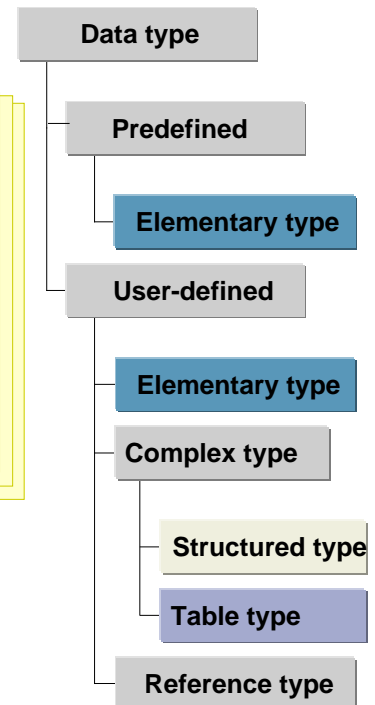 Data type
Predefined
Elementary type
User-defined
Elementary type
Complex type
Structured type
Table type
Reference type